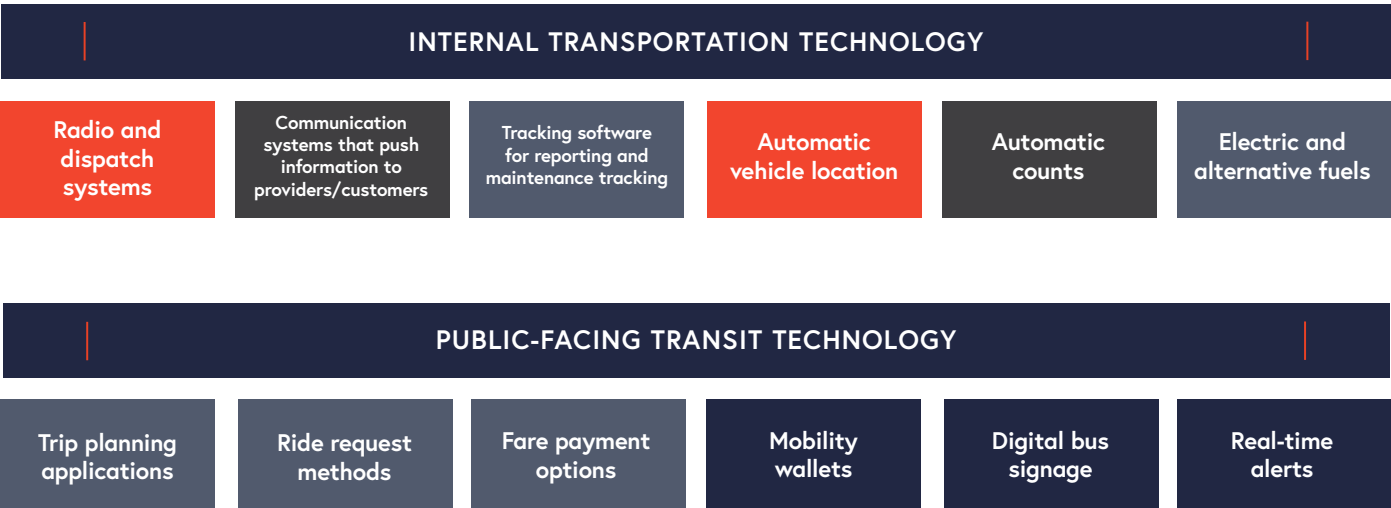 INTERNAL TRANSPORTATION TECHNOLOGY
Radio and
dispatch
systems
Communication
systems that push
information to
providers/customers
Tracking software
for reporting and
maintenance tracking
Automatic
vehicle location
Automatic
counts
Electric and
alternative fuels
PUBLIC-FACING TRANSIT TECHNOLOGY
Trip planning
applications
Ride request
methods
Fare payment
options
Mobility
wallets
Digital bus
signage
Real-time
alerts